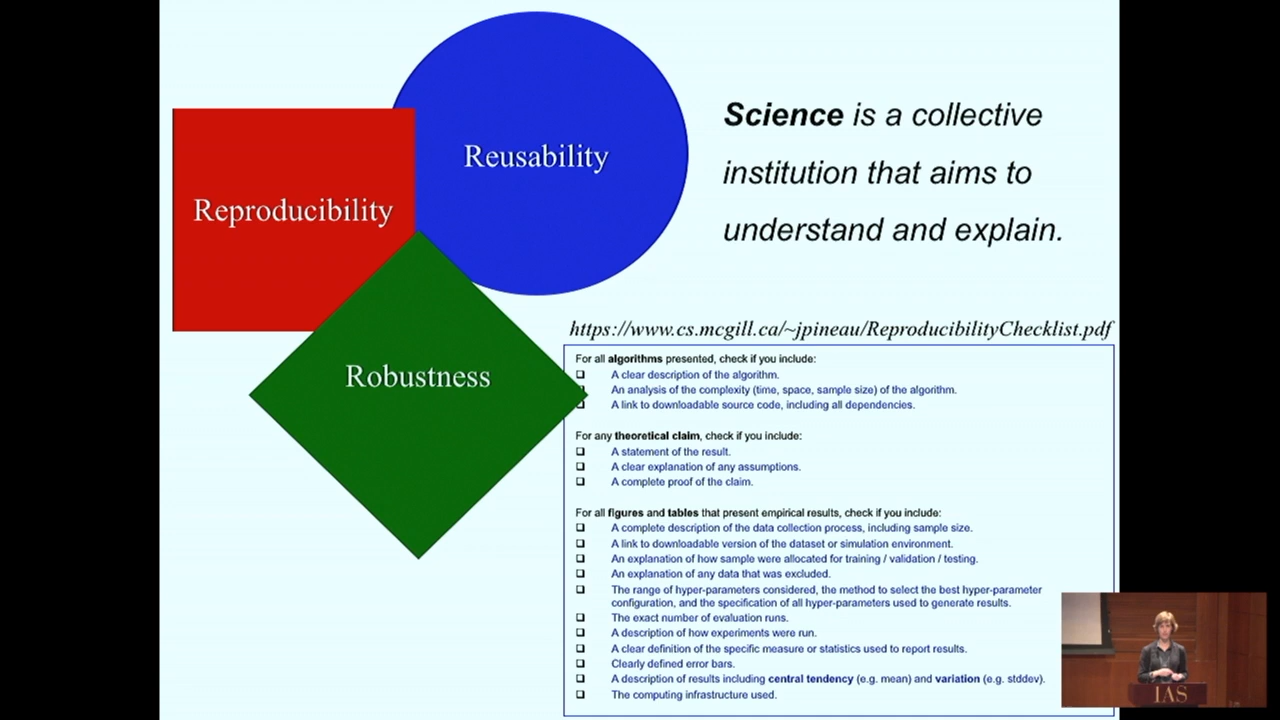 Reusability
Reproducibility
Robustness
Science is a collective
institution that aims to
understand and explain.
https://www.cs.mcgill.ca/~jpineau/ReproducibilityChecklist.pdf
For all algorithms presented, check if you include:
A clear description of the algorithm.
An analysis of the complexity (time, space, sample size) of the algorithm.
A link to downloadable source code, including all dependencies.
For any theoretical claim, check if you include:
A statement of the result.
A clear explanation of any assumptions.
A complete proof of the claim.
For all figures and tables that present empirical results, check if you include:
A complete description of the data collection process, including sample size.
A link to downloadable version of the dataset or simulation environment.
An explanation of how sample were allocated for training / validation / testing.
An explanation of any data that was excluded.
The range of hyper-parameters considered, the method to select the best hyper-parameter
configuration, and the specification of all hyper-parameters used to generate results.
The exact number of evaluation runs.
A description of how experiments were run.
A clear definition of the specific measure or statistics used to report results.
Clearly defined error bars.
A description of results including central tendency (e.g. mean) and variation (e.g. stddev).
The computing infrastructure used.
IAS